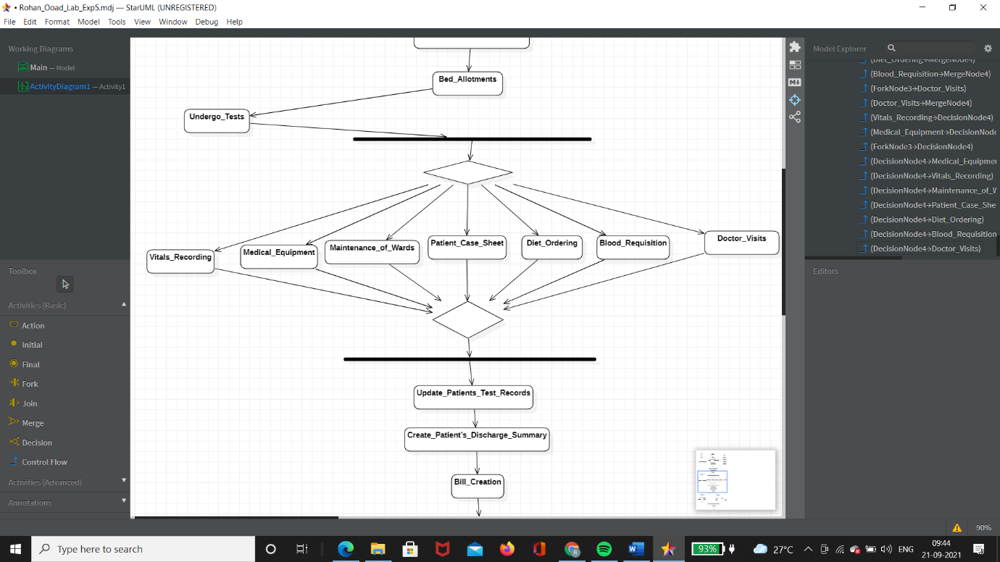 • Rohan_Ooad_Lab_Exp5.mdj — StarUML (UNREGISTERED)
File Edit Format Model Tools View Window Debug Help
Working Diagrams
Main — Model
ActivityDiagram1 — Activity1
Toolbox
Activities (Basic)
Action
Initial
Final
Fork
Join
Merge
Decision
Control Flow
Activities (Advanced)
Annotations
Bed_Allotments
Undergo_Tests
Vitals_Recording
Medical_Equipment
Maintenance_of_Wards
Patient_Case_Sheet
Diet_Ordering
Blood_Requisition
Doctor_Visits
Update_Patients_Test_Records
Create_Patient's_Discharge_Summary
Bill_Creation
Model Explorer
(Diet_Ordering→MergeNode4)
(Blood_Requisition→MergeNode4)
(ForkNode3→Doctor_Visits)
(Doctor_Visits→MergeNode4)
(Vitals_Recording→DecisionNode4)
(Medical_Equipment→DecisionNode
(ForkNode3→DecisionNode4)
(DecisionNode4→Medical_Equipmen
(DecisionNode4→Vitals_Recording)
(DecisionNode4→Maintenance_of_W
(DecisionNode4→Patient_Case_She
(DecisionNode4→Diet_Ordering)
(DecisionNode4→Blood_Requisition
(DecisionNode4→Doctor_Visits)
Editors
90%
Type here to search
93%
27°C
ENG
09:44
21-09-2021